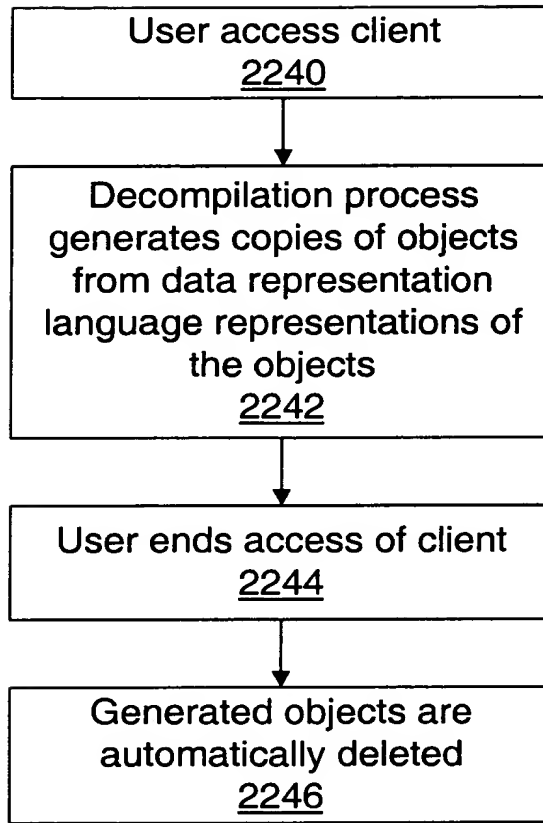 User access client
2240
Decompilation process
generates copies of objects
from data representation
language representations of
the objects
2242
User ends access of client
2244
Generated objects are
automatically deleted
2246